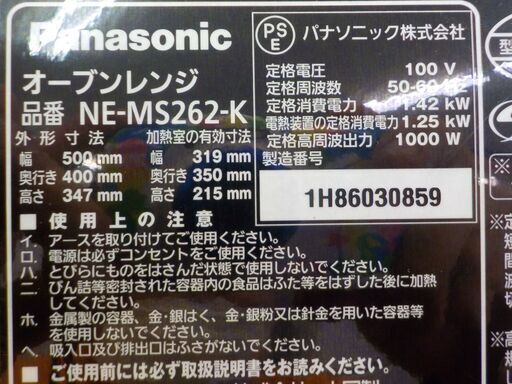 Panasonic
オーブンレンジ
品番 NE-MS262-K
外形寸法 加熱室の有効寸法
幅 500 mm 幅 319 mm
奥行き 400 mm 奥行き 350 mm
高さ 347 mm 高さ 215 mm
PS
E
パナソニック株式会社
定格電圧 100 V
定格周波数 50-60 Hz
定格消費電力 1.42 kW
電熱装置の定格消費電力 1.25 kW
定格高周波出力 1000 W
製造番号
1H86030859
■使用上の注意
イ. アースを取り付けてご使用ください。
ロ. 電源は必ずコンセントをご使用ください。
ハ. とびらにものをはさんだ状態で使用しないでください。
ニ. びん詰等密封された容器内の食品はふた等をはずした後に加熱
してください。
ホ. 金属製の容器、金・銀はく、金・銀粉又は針金を用いた容器等
を使用しないでください。
ヘ. 吸入口及び排出口はふさがないでください。
■ご使用前に必ず取扱説明書をお読みください。